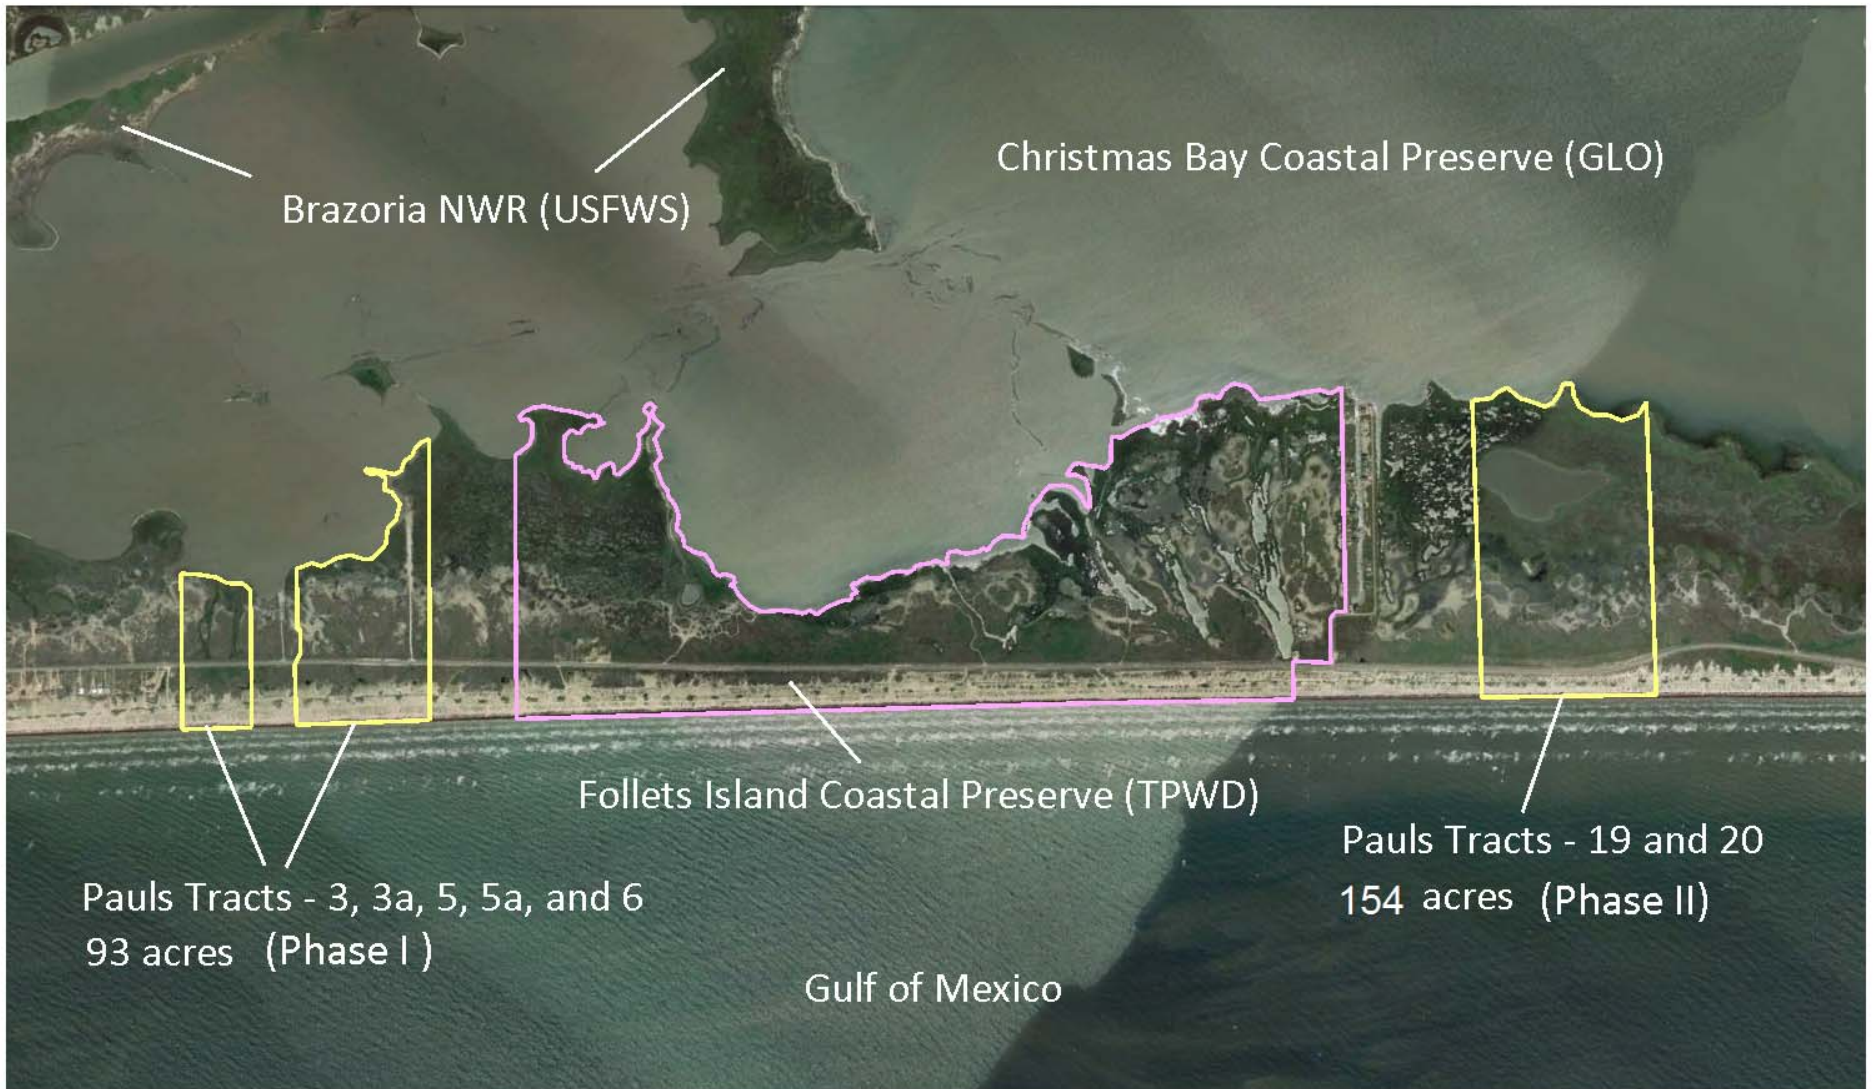 Christmas Bay Coastal Preserve (GLO)
Brazoria NWR (USFWS)
Follets Island Coastal Preserve (TPWD)
Pauls Tracts - 19 and 20
154 acres (Phase II)
Pauls Tracts - 3, 3a, 5, 5a, and 6
93 acres (Phase I )
Gulf of Mexico